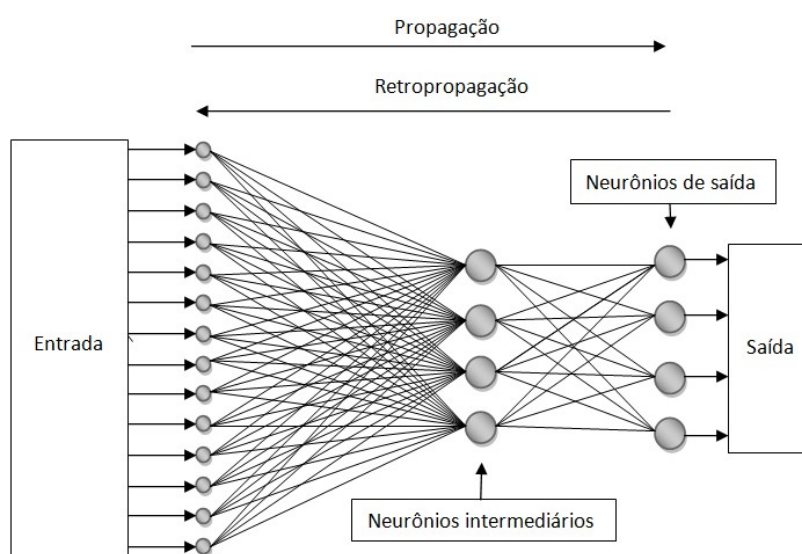 Propagação
Retropropagação
Neurônios de saída
Entrada
Saída
Neurônios intermediários